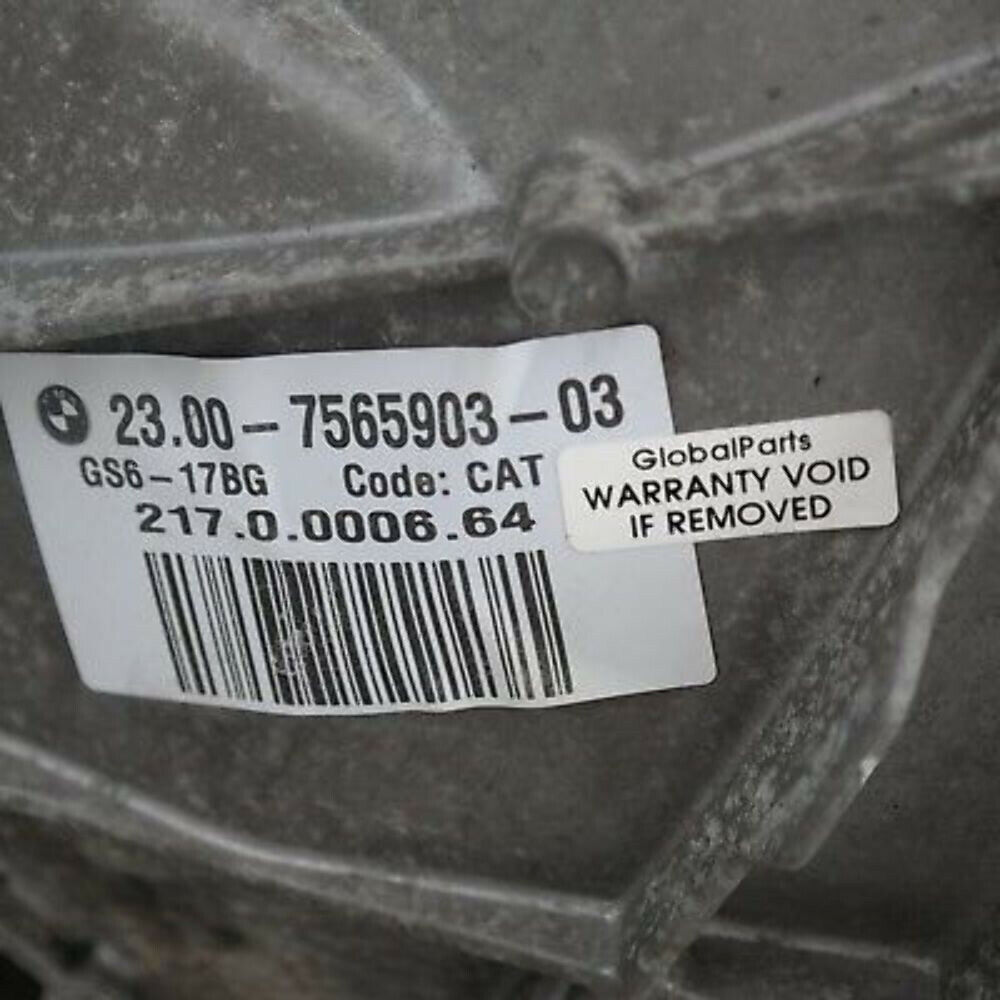 23.00-7565903-03
GS6-17BG Code: CAT
217.0.0006.64
GlobalParts
WARRANTY VOID
IF REMOVED